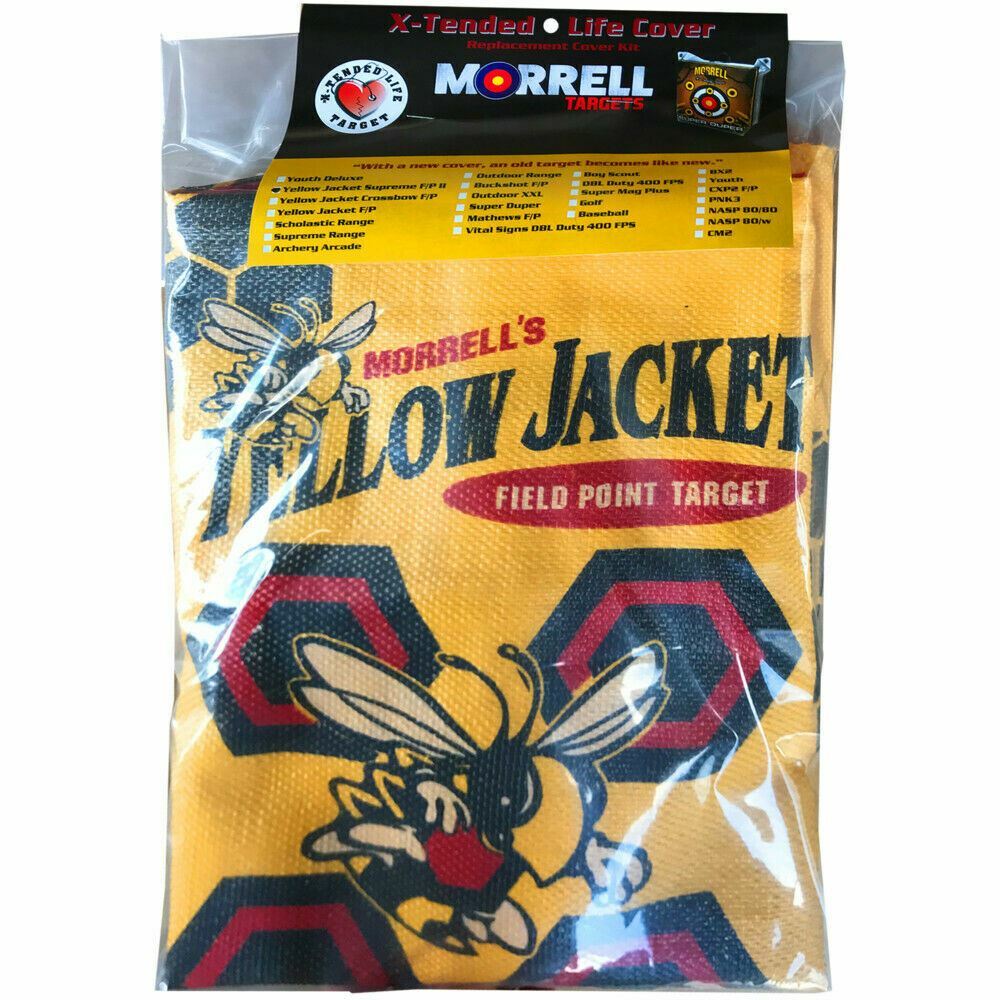 X-Tended • Life Cover
Replacement Cover Kit
X-TENDED LIFE
TARGET
MORRELL
TARGETS
MORRELL
SUPER DUPER
"With a new cover, an old target becomes like new."
Youth Deluxe
Yellow Jacket Supreme F/P II
Yellow Jacket Crossbow F/P
Yellow Jacket F/P
Scholastic Range
Supreme Range
Archery Arcade
Outdoor Range
Buckshot F/P
Outdoor XXL
Super Duper
Mathews F/P
Vital Signs DBL Duty 400 FPS
Boy Scout
DBL Duty 400 FPS
Super Mag Plus
Golf
Baseball
BX2
Youth
CXP2 F/P
PNK3
NASP 80/80
NASP 80/w
CM2
MORRELL'S
YELLOW JACKET
FIELD POINT TARGET